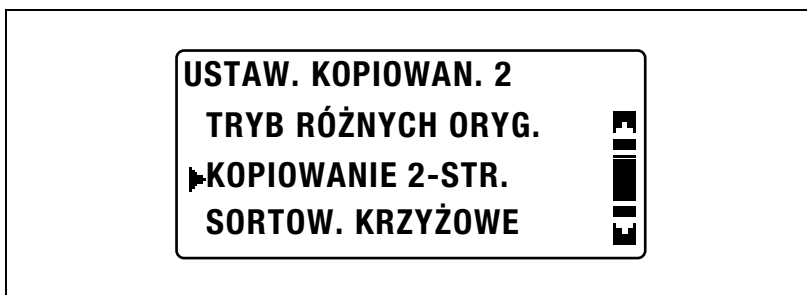 USTAW. KOPIOWAN. 2
TRYB RÓŻNYCH ORYG.
KOPIOWANIE 2-STR.
SORTOW. KRZYŻOWE